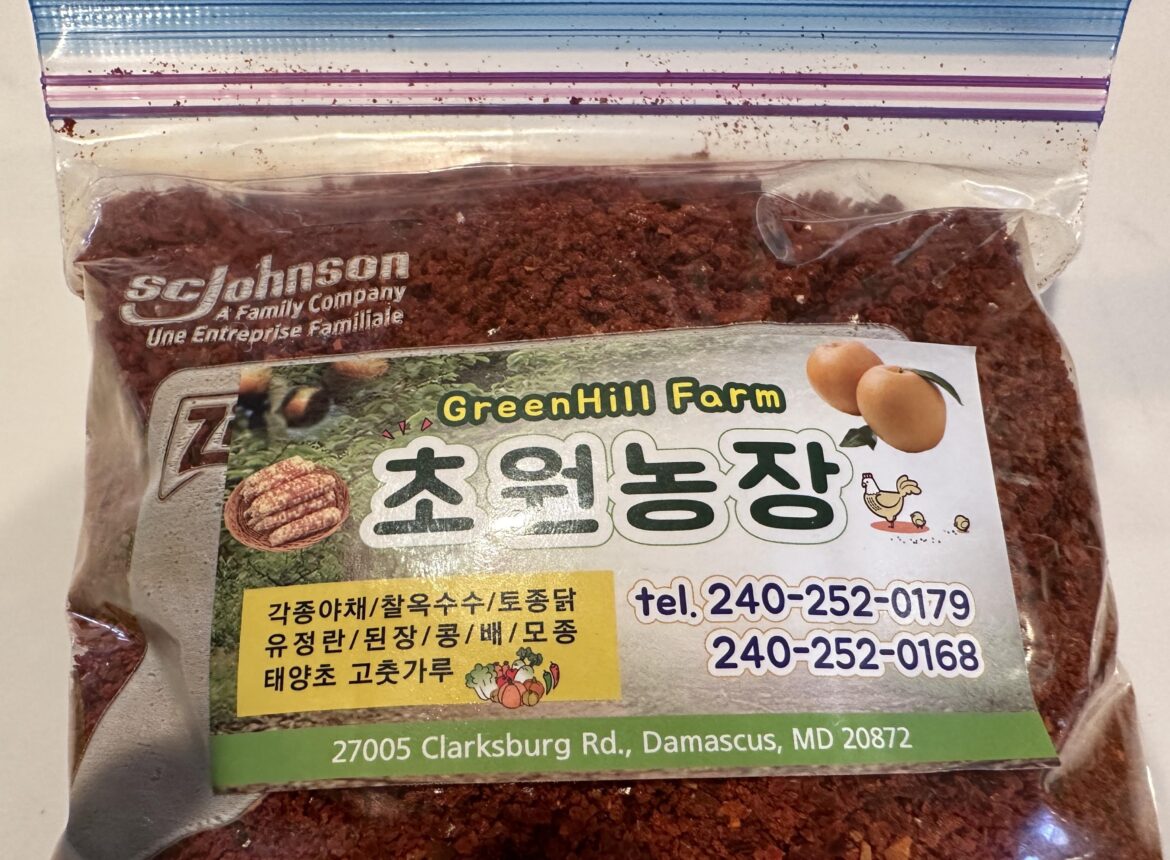 SC Johnson
A Family Company
Une Entreprise Familiale
GreenHill Farm
초원농장
각종야채/찰옥수수/토종닭
유정란/된장/콩/배/모종
태양초 고춧가루
tel. 240-252-0179
240-252-0168
27005 Clarksburg Rd., Damascus, MD 20872